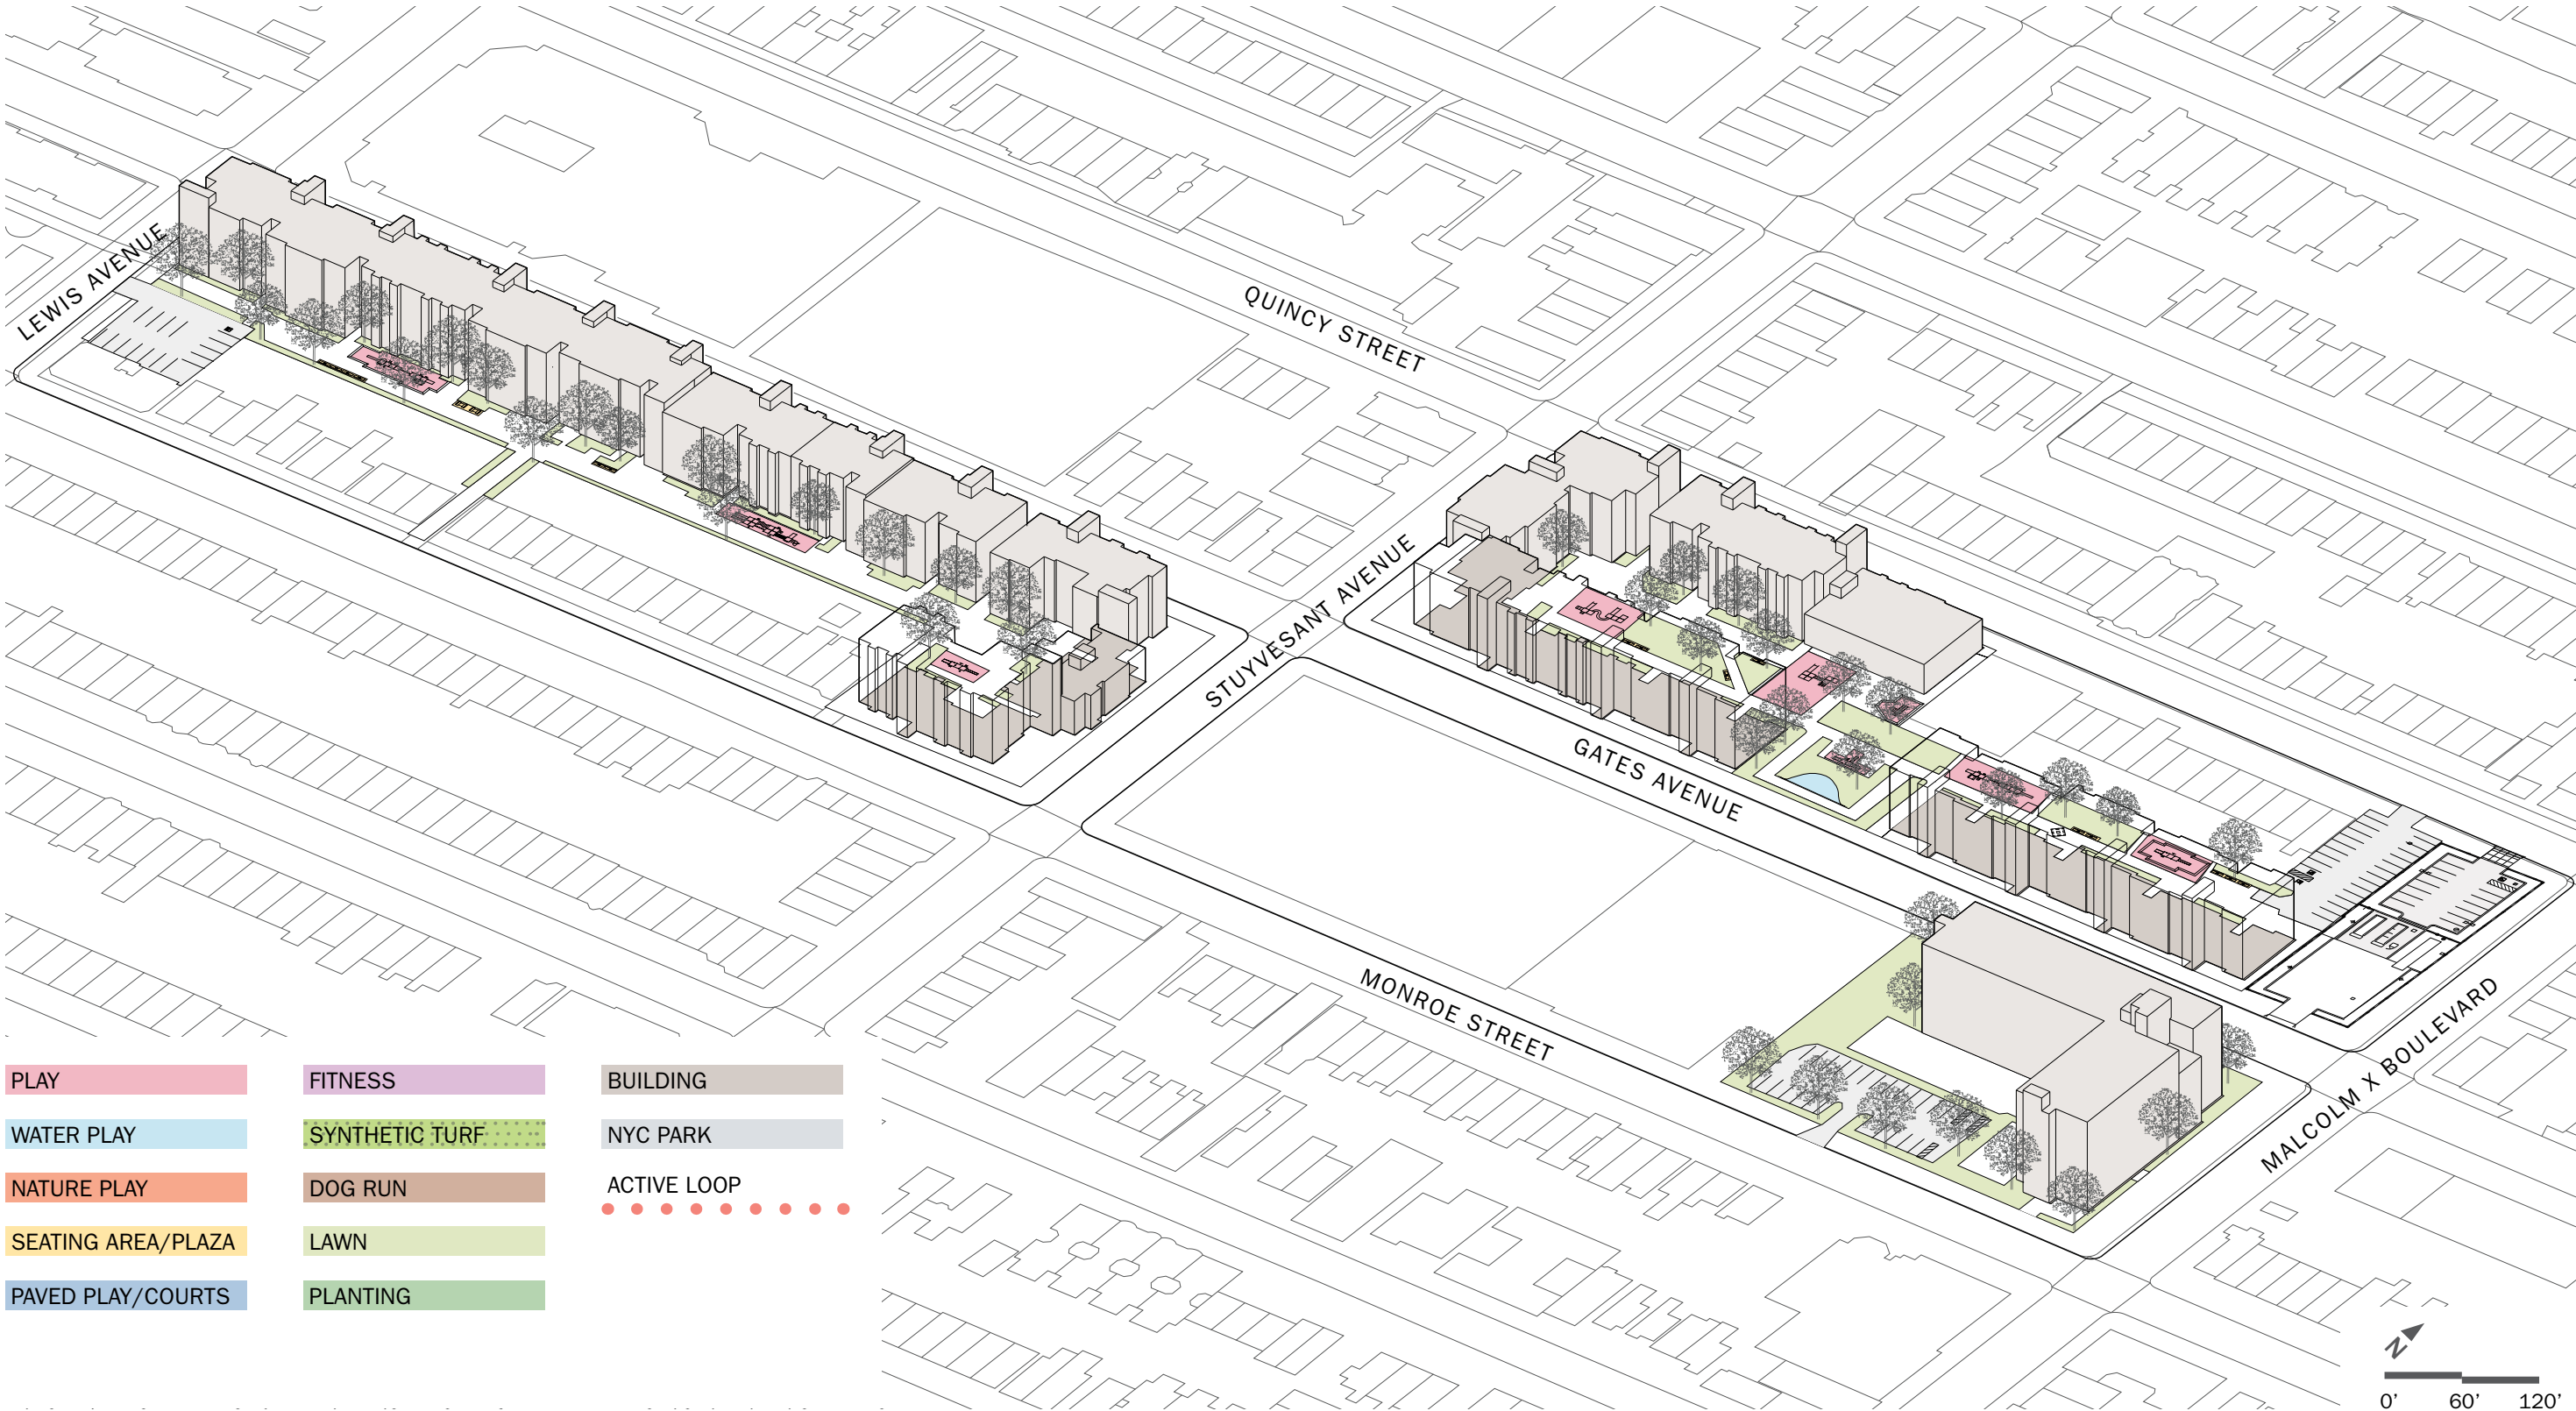 LEWIS AVENUE
QUINCY STREET
STUYVESANT AVENUE
GATES AVENUE
MONROE STREET
MALCOLM X BOULEVARD
PLAY
WATER PLAY
NATURE PLAY
SEATING AREA/PLAZA
PAVED PLAY/COURTS
FITNESS
SYNTHETIC TURF
DOG RUN
LAWN
PLANTING
BUILDING
NYC PARK
ACTIVE LOOP
N
0' 60' 120'